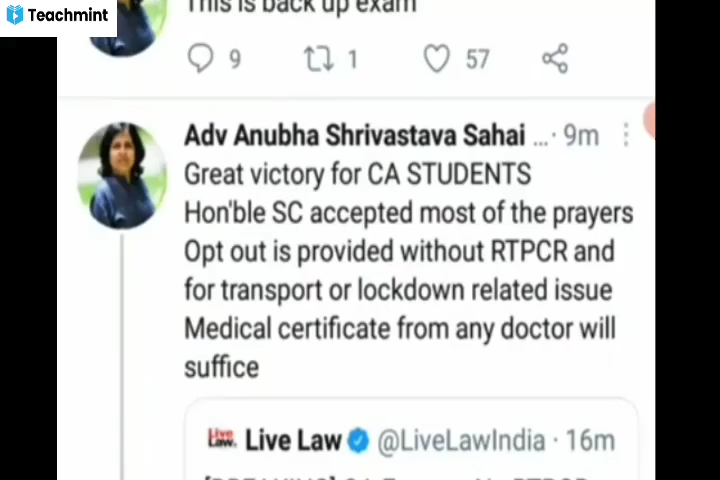 Teachmint
This is back up exam
9 1 57
Adv Anubha Shrivastava Sahai ... · 9m
Great victory for CA STUDENTS
Hon'ble SC accepted most of the prayers
Opt out is provided without RTPCR and
for transport or lockdown related issue
Medical certificate from any doctor will
suffice
Live Law. Live Law @LiveLawIndia · 16m